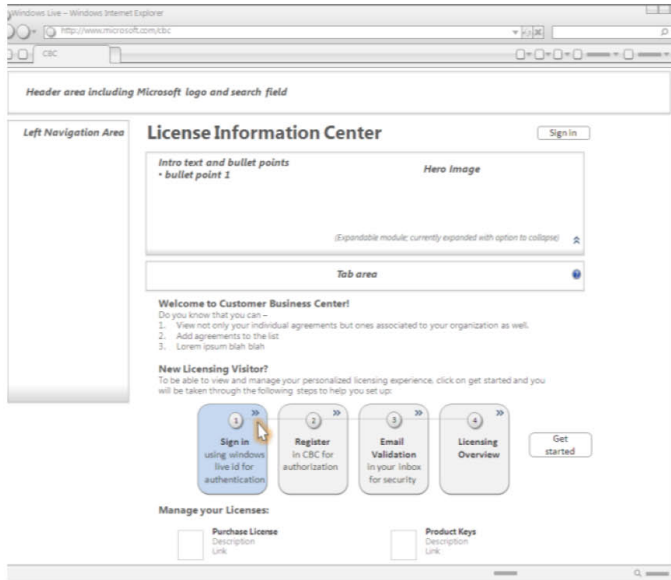 Windows Live – Windows Internet Explorer
http://www.microsoft.com/cbc
CBC
Header area including Microsoft logo and search field
Left Navigation Area
License Information Center
Sign in
Intro text and bullet points
• bullet point 1
Hero Image
(Expandable module; currently expanded with option to collapse)
Tab area
Welcome to Customer Business Center!
Do you know that you can –
1. View not only your individual agreements but ones associated to your organization as well.
2. Add agreements to the list
3. Lorem ipsum blah blah
New Licensing Visitor?
To be able to view and manage your personalized licensing experience, click on get started and you
will be taken through the following steps to help you set up:
1
Sign in
using windows
live id for
authentication
2
Register
in CBC for
authorization
3
Email
Validation
in your inbox
for security
4
Licensing
Overview
Get
started
Manage your Licenses:
Purchase License
Description
Link
Product Keys
Description
Link